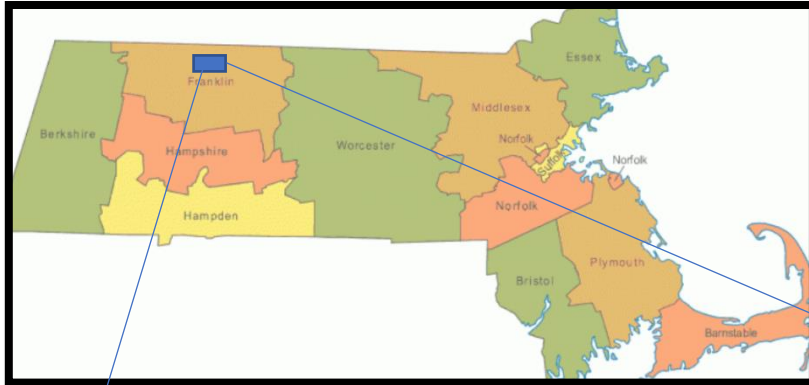 Essex
Franklin
Middlesex
Berkshire
Hampshire
Worcester
Norfolk
Suffolk
Norfolk
Norfolk
Hampden
Plymouth
Bristol
Barnstable